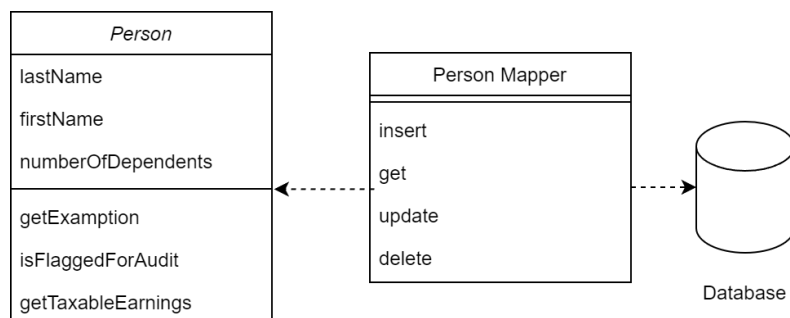 Person
lastName
firstName
numberOfDependents
getExamption
isFlaggedForAudit
getTaxableEarnings
Person Mapper
insert
get
update
delete
Database